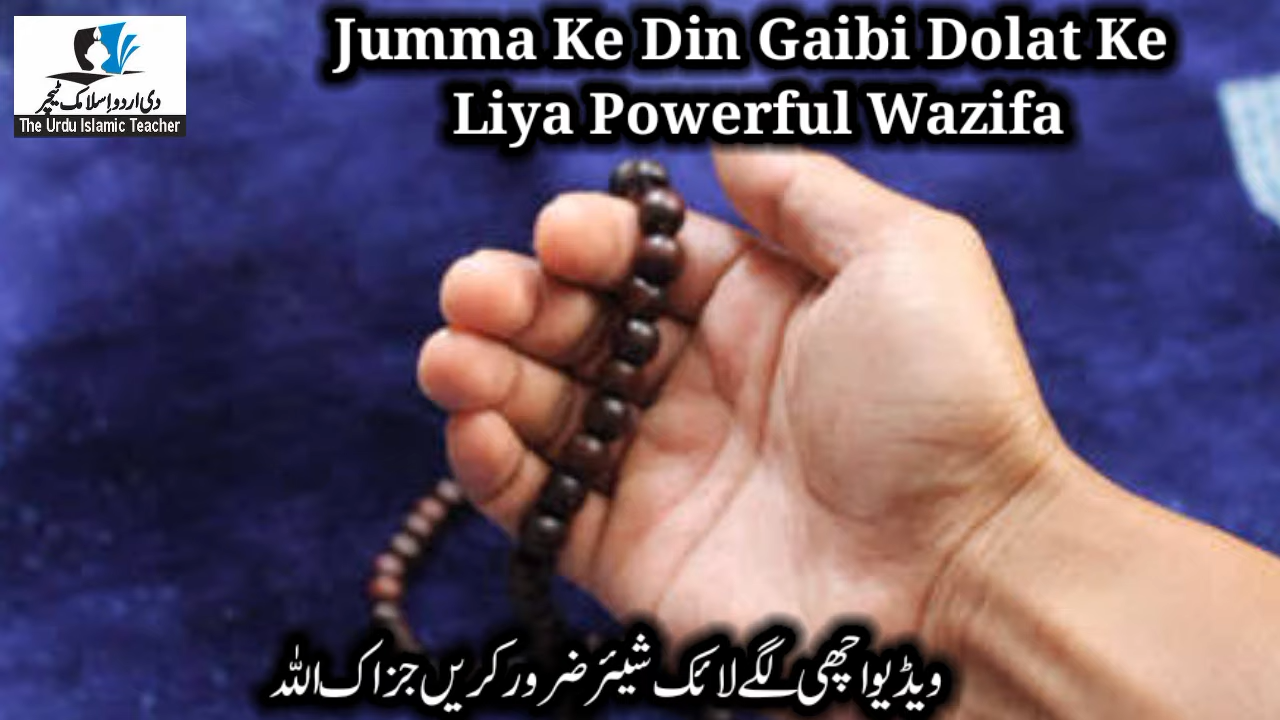 دی اردو اسلامک ٹیچر
The Urdu Islamic Teacher
Jumma Ke Din Gaibi Dolat Ke
Liya Powerful Wazifa
ویڈیو اچھی لگے لائک شیئر ضرور کریں جزاک اللہ